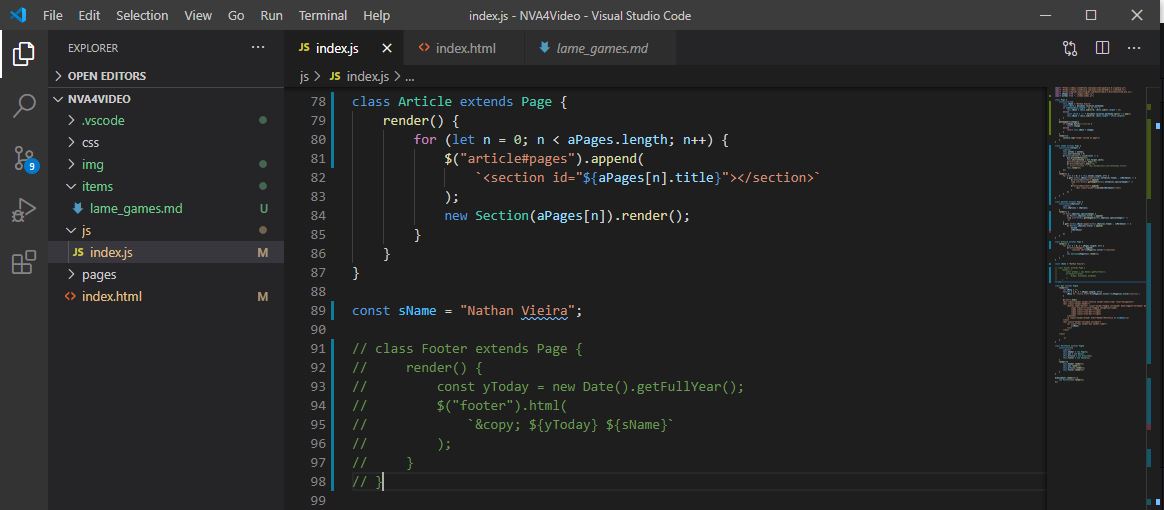 File Edit Selection View Go Run Terminal Help index.js - NVA4Video - Visual Studio Code
EXPLORER ...
OPEN EDITORS
NVA4VIDEO
.vscode
css
img
items
lame_games.md U
js
JS index.js M
pages
index.html M
9
JS index.js index.html lame_games.md
js > JS index.js > ...
78 class Article extends Page {
79 render() {
80 for (let n = 0; n < aPages.length; n++) {
81 $("article#pages").append(
82 `<section id="${aPages[n].title}"></section>`
83 );
84 new Section(aPages[n]).render();
85 }
86 }
87 }
88
89 const sName = "Nathan Vieira";
90
91 // class Footer extends Page {
92 // render() {
93 // const yToday = new Date().getFullYear();
94 // $("footer").html(
95 // `&copy; ${yToday} ${sName}`
96 // );
97 // }
98 // }
99